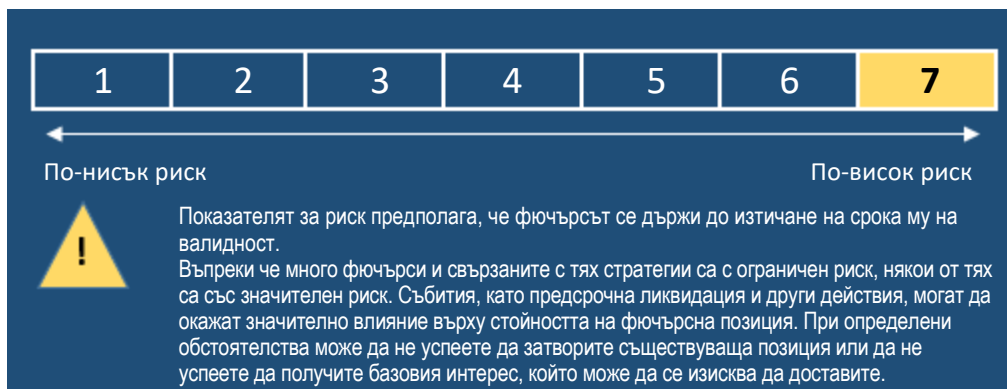 1 2 3 4 5 6 7
По-нисък риск По-висок риск
!
Показателят за риск предполага, че фючърсът се държи до изтичане на срока му на
валидност.
Въпреки че много фючърси и свързаните с тях стратегии са с ограничен риск, някои от тях
са със значителен риск. Събития, като предсрочна ликвидация и други действия, могат да
окажат значително влияние върху стойността на фючърсна позиция. При определени
обстоятелства може да не успеете да затворите съществуваща позиция или да не
успеете да получите базовия интерес, който може да се изисква да доставите.